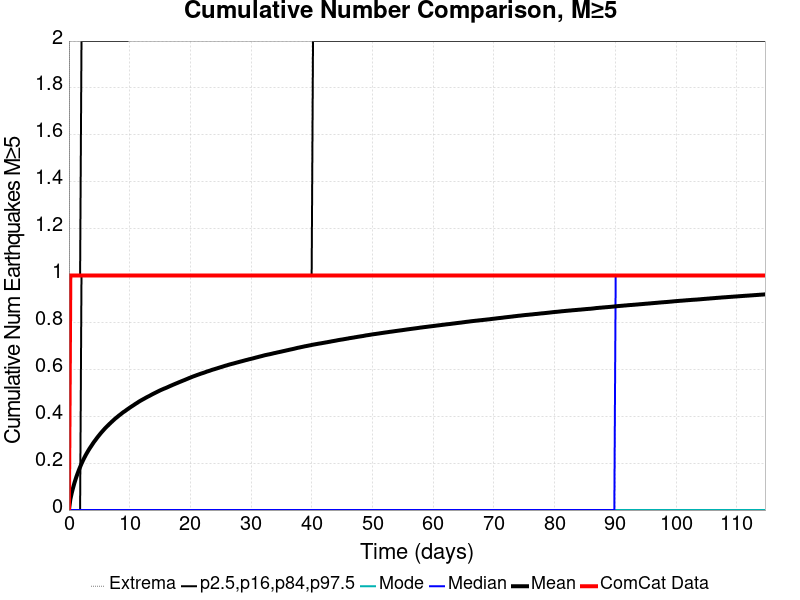 Cumulative Number Comparison, M≥5
Cumulative Num Earthquakes M≥5
2
1.8
1.6
1.4
1.2
1
0.8
0.6
0.4
0.2
0
0 10 20 30 40 50 60 70 80 90 100 110
Time (days)
Extrema p2.5,p16,p84,p97.5 Mode Median Mean ComCat Data